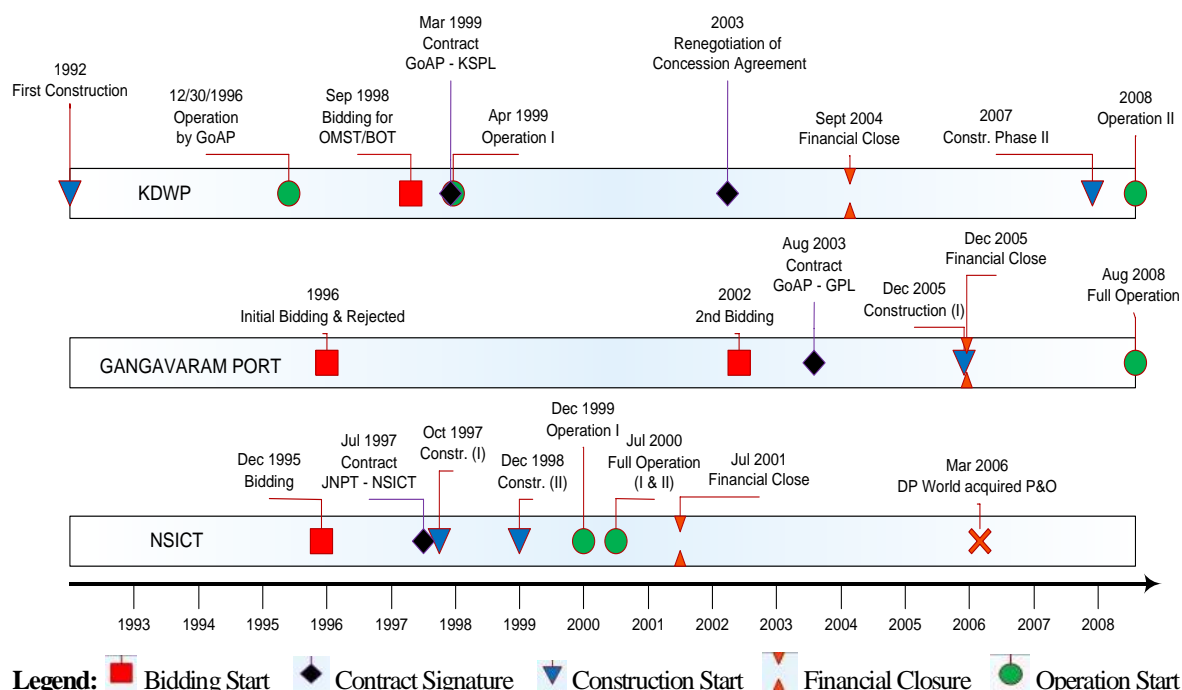 1992
First Construction
12/30/1996
Operation
by GoAP
Sep 1998
Bidding for
OMST/BOT
Mar 1999
Contract
GoAP - KSPL
Apr 1999
Operation I
2003
Renegotiation of
Concession Agreement
Sept 2004
Financial Close
2007
Constr. Phase II
2008
Operation II
KDWP
1996
Initial Bidding & Rejected
2002
2nd Bidding
Aug 2003
Contract
GoAP - GPL
Dec 2005
Construction (I)
Dec 2005
Financial Close
Aug 2008
Full Operation
GANGAVARAM PORT
Dec 1995
Bidding
Jul 1997
Contract
JNPT - NSICT
Oct 1997
Constr. (I)
Dec 1998
Constr. (II)
Dec 1999
Operation I
Jul 2000
Full Operation
(I & II)
Jul 2001
Financial Close
Mar 2006
DP World acquired P&O
NSICT
1993 1994 1995 1996 1997 1998 1999 2000 2001 2002 2003 2004 2005 2006 2007 2008
Legend: Bidding Start Contract Signature Construction Start Financial Closure Operation Start